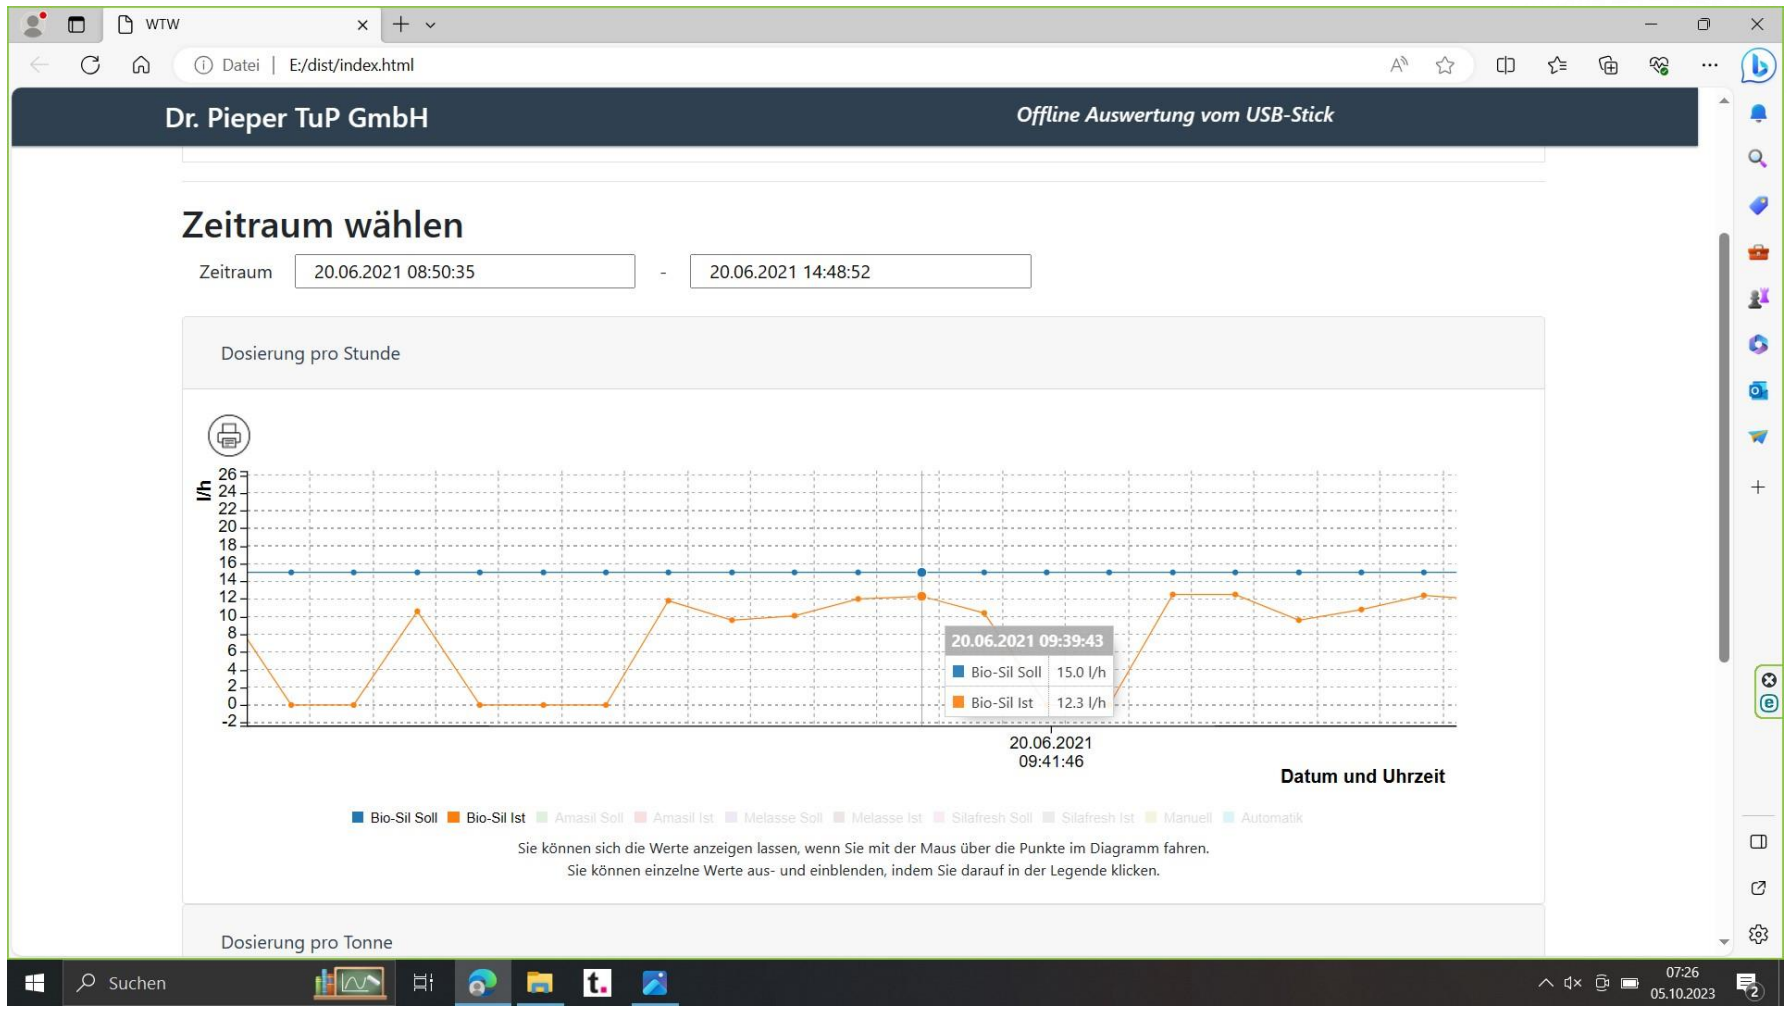 WTW
Datei | E:/dist/index.html
Dr. Pieper TuP GmbH
Offline Auswertung vom USB-Stick
Zeitraum wählen
Zeitraum 20.06.2021 08:50:35 - 20.06.2021 14:48:52
Dosierung pro Stunde
l/h
26
24
22
20
18
16
14
12
10
8
6
4
2
0
-2
20.06.2021 09:39:43
Bio-Sil Soll 15.0 l/h
Bio-Sil Ist 12.3 l/h
20.06.2021
09:41:46
Datum und Uhrzeit
Bio-Sil Soll Bio-Sil Ist Amasil Soll Amasil Ist Melasse Soll Melasse Ist Silafresh Soll Silafresh Ist Manuell Automatik
Sie können sich die Werte anzeigen lassen, wenn Sie mit der Maus über die Punkte im Diagramm fahren.
Sie können einzelne Werte aus- und einblenden, indem Sie darauf in der Legende klicken.
Dosierung pro Tonne
Suchen
t.
07:26
05.10.2023
2